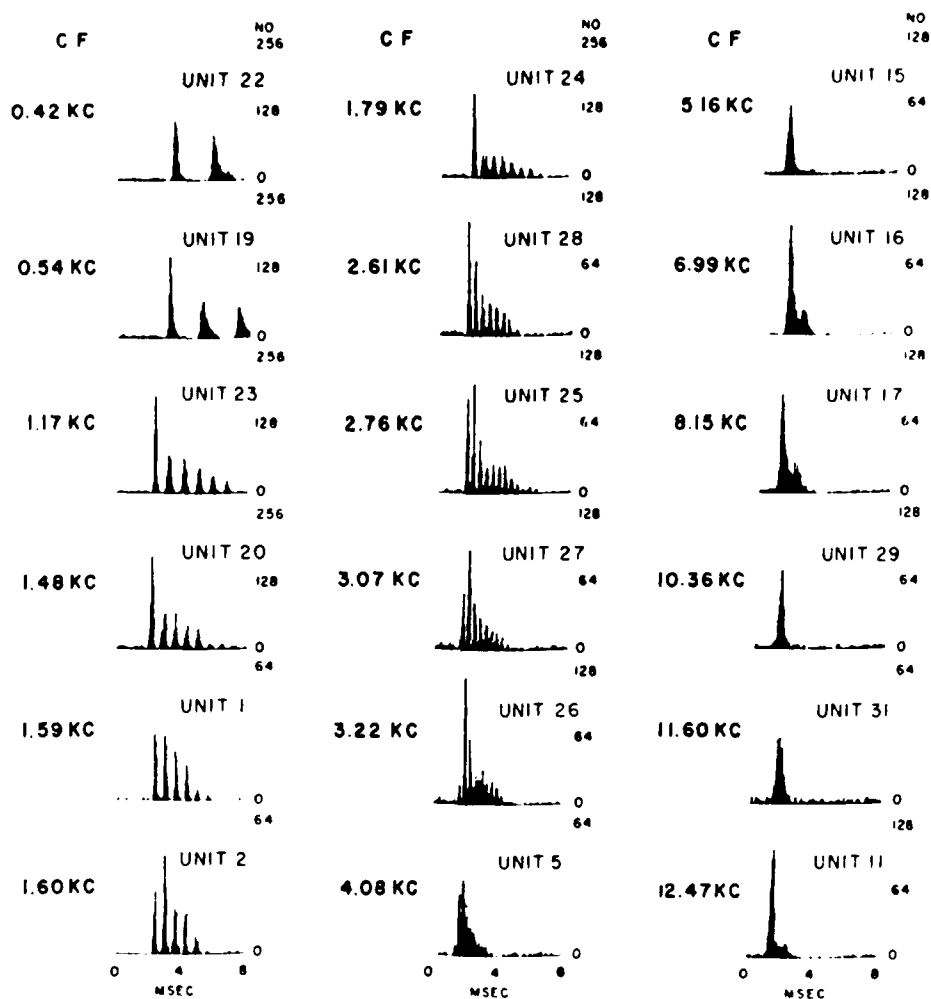 CF
NO
256
UNIT 22
0.42 KC
128
0
256
UNIT 19
0.54 KC
128
0
256
UNIT 23
1.17 KC
128
0
256
UNIT 20
1.48 KC
128
0
64
UNIT 1
1.59 KC
0
64
UNIT 2
1.60 KC
0
0 4 8
MSEC
CF
NO
256
UNIT 24
1.79 KC
128
0
128
UNIT 28
2.61 KC
64
0
128
UNIT 25
2.76 KC
64
0
128
UNIT 27
3.07 KC
64
0
128
UNIT 26
3.22 KC
64
0
64
UNIT 5
4.08 KC
0
0 4 8
MSEC
CF
NO
128
UNIT 15
5 16 KC
64
0
128
UNIT 16
6.99 KC
64
0
128
UNIT 17
8.15 KC
64
0
128
UNIT 29
10.36 KC
64
0
64
UNIT 31
11.60 KC
0
128
UNIT 11
12.47 KC
64
0
0 4 8
MSEC